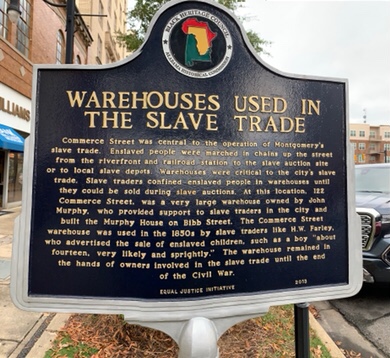 BLACK HERITAGE COUNCIL
ALABAMA HISTORICAL COMMISSION
WAREHOUSES USED IN
THE SLAVE TRADE
Commerce Street was central to the operation of Montgomery's
slave trade. Enslaved people were marched in chains up the street
from the riverfront and railroad station to the slave auction site
or to local slave depots. Warehouses were critical to the city's slave
trade. Slave traders confined enslaved people in warehouses until
they could be sold during slave auctions. At this location, 122
Commerce Street, was a very large warehouse owned by John
Murphy, who provided support to slave traders in the city and
built the Murphy House on Bibb Street. The Commerce Street
warehouse was used in the 1850s by slave traders like H.W. Farley,
who advertised the sale of enslaved children, such as a boy "about
fourteen, very likely and sprightly." The warehouse remained in
the hands of owners involved in the slave trade until the end
of the Civil War.
EQUAL JUSTICE INITIATIVE 2013